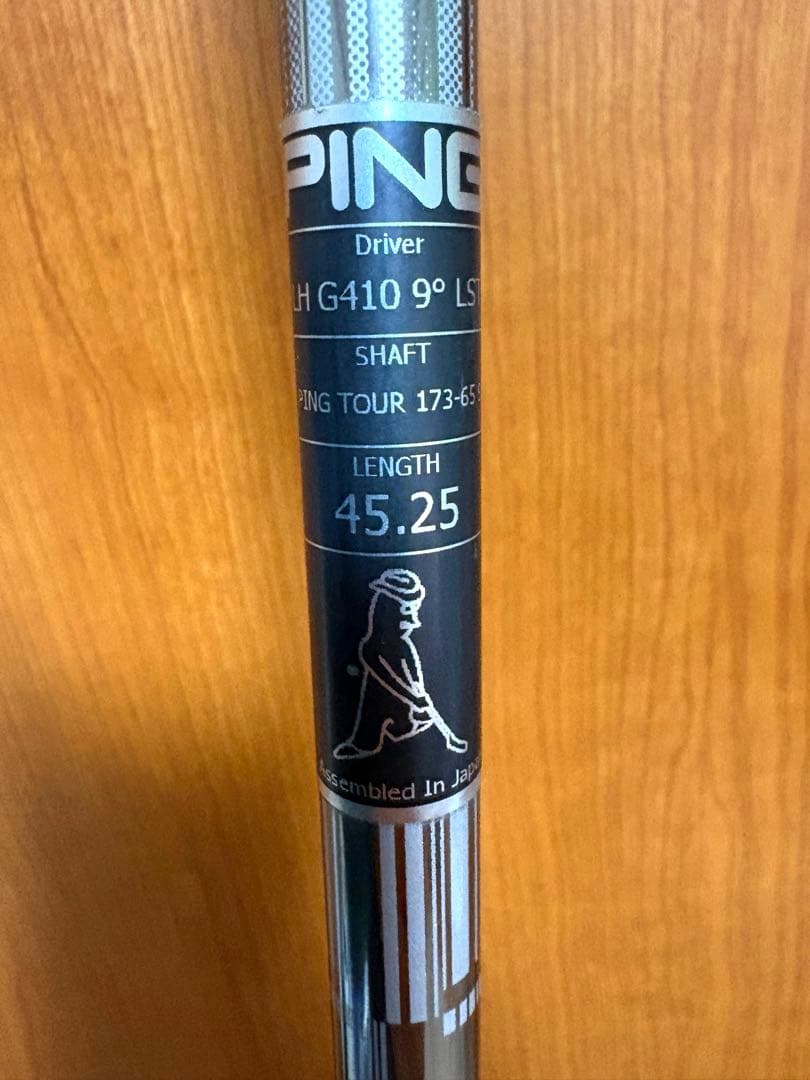 PING
Driver
LH G410 9° LST
SHAFT
PING TOUR 173-65 S
LENGTH
45.25
Assembled In Japan